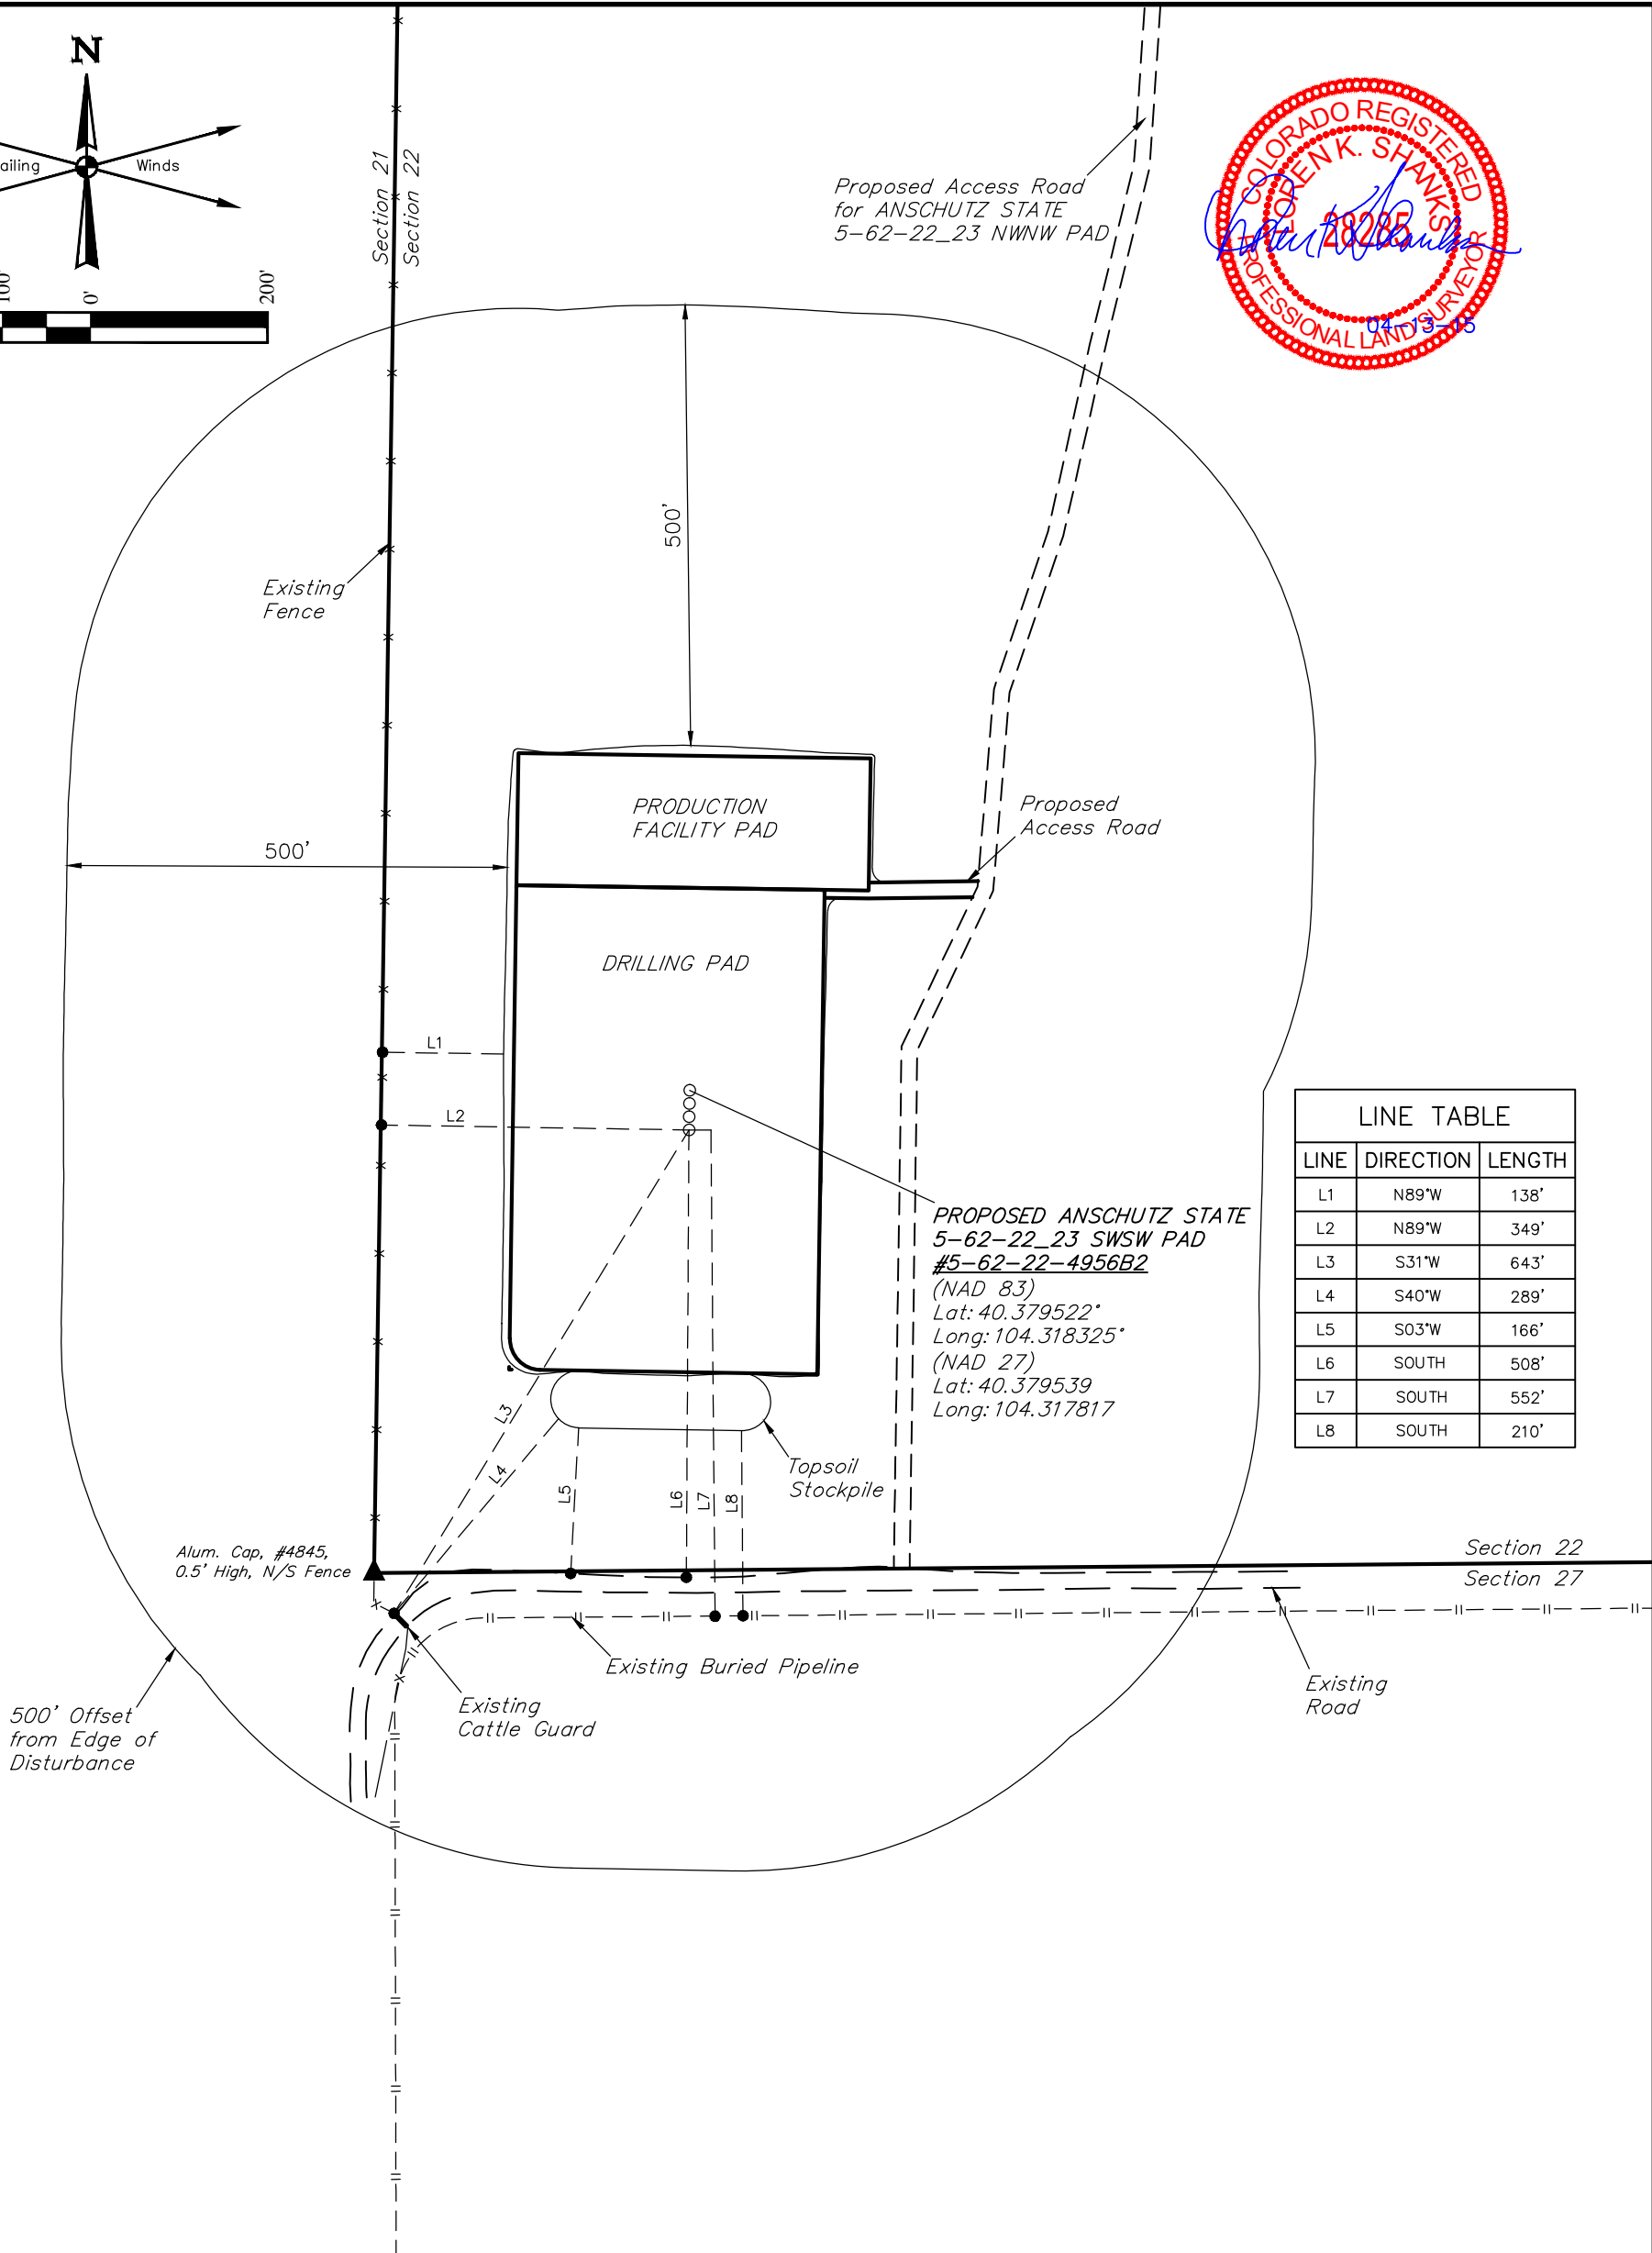 N
Winds
100'
0'
200'
Section 21
Section 22
Proposed Access Road
for ANSCHUTZ STATE
5-62-22_23 NWNW PAD
COLORADO REGISTERED
LOREN K. SHANKS
28285
PROFESSIONAL LAND SURVEYOR
04-13-15
500'
Existing
Fence
PRODUCTION
FACILITY PAD
Proposed
Access Road
500'
DRILLING PAD
L1
L2
LINE TABLE
LINE DIRECTION LENGTH
L1 N89°W 138'
L2 N89°W 349'
L3 S31°W 643'
L4 S40°W 289'
L5 S03°W 166'
L6 SOUTH 508'
L7 SOUTH 552'
L8 SOUTH 210'
PROPOSED ANSCHUTZ STATE
5-62-22_23 SWSW PAD
#5-62-22-4956B2
(NAD 83)
Lat: 40.379522°
Long: 104.318325°
(NAD 27)
Lat: 40.379539
Long: 104.317817
L3
L4
L5
L6
L7
L8
Topsoil
Stockpile
Alum. Cap, #4845,
0.5' High, N/S Fence
Section 22
Section 27
Existing Buried Pipeline
Existing
Cattle Guard
Existing
Road
500' Offset
from Edge of
Disturbance